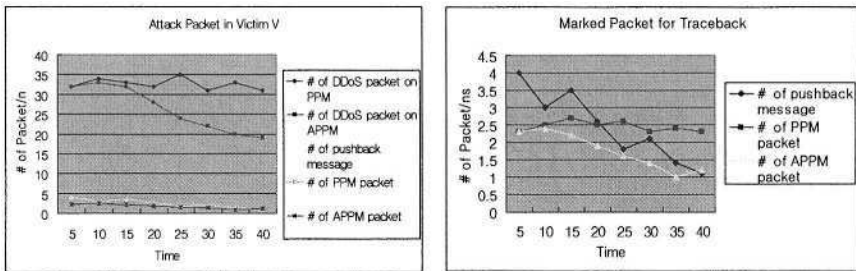 Attack Packet in Victim V
# of Packet/n
40
35
30
25
20
15
10
5
0
5 10 15 20 25 30 35 40
Time
# of DDoS packet on
PPM
# of DDoS packet on
APPM
# of pushback
message
# of PPM packet
# of APPM packet
Marked Packet for Traceback
# of Packet/ns
4.5
4
3.5
3
2.5
2
1.5
1
0.5
0
5 10 15 20 25 30 35 40
Time
# of pushback
message
# of PPM
packet
# of APPM
packet